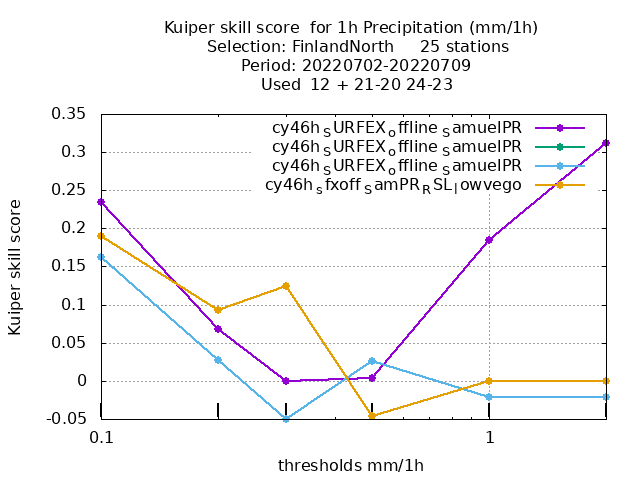 Kuiper skill score  for 1h Precipitation (mm/1h)
Selection: FinlandNorth     25 stations
Period: 20220702-20220709
Used  12 + 21-20 24-23
0.35
0.3
0.25
0.2
0.15
0.1
0.05
0
-0.05
0.1
1
Kuiper skill score
thresholds mm/1h
cy46h_SURFEX_offline_SamuelPR
cy46h_SURFEX_offline_SamuelPR
cy46h_SURFEX_offline_SamuelPR
cy46h_sfxoff_SamPR_RSL_lowvego